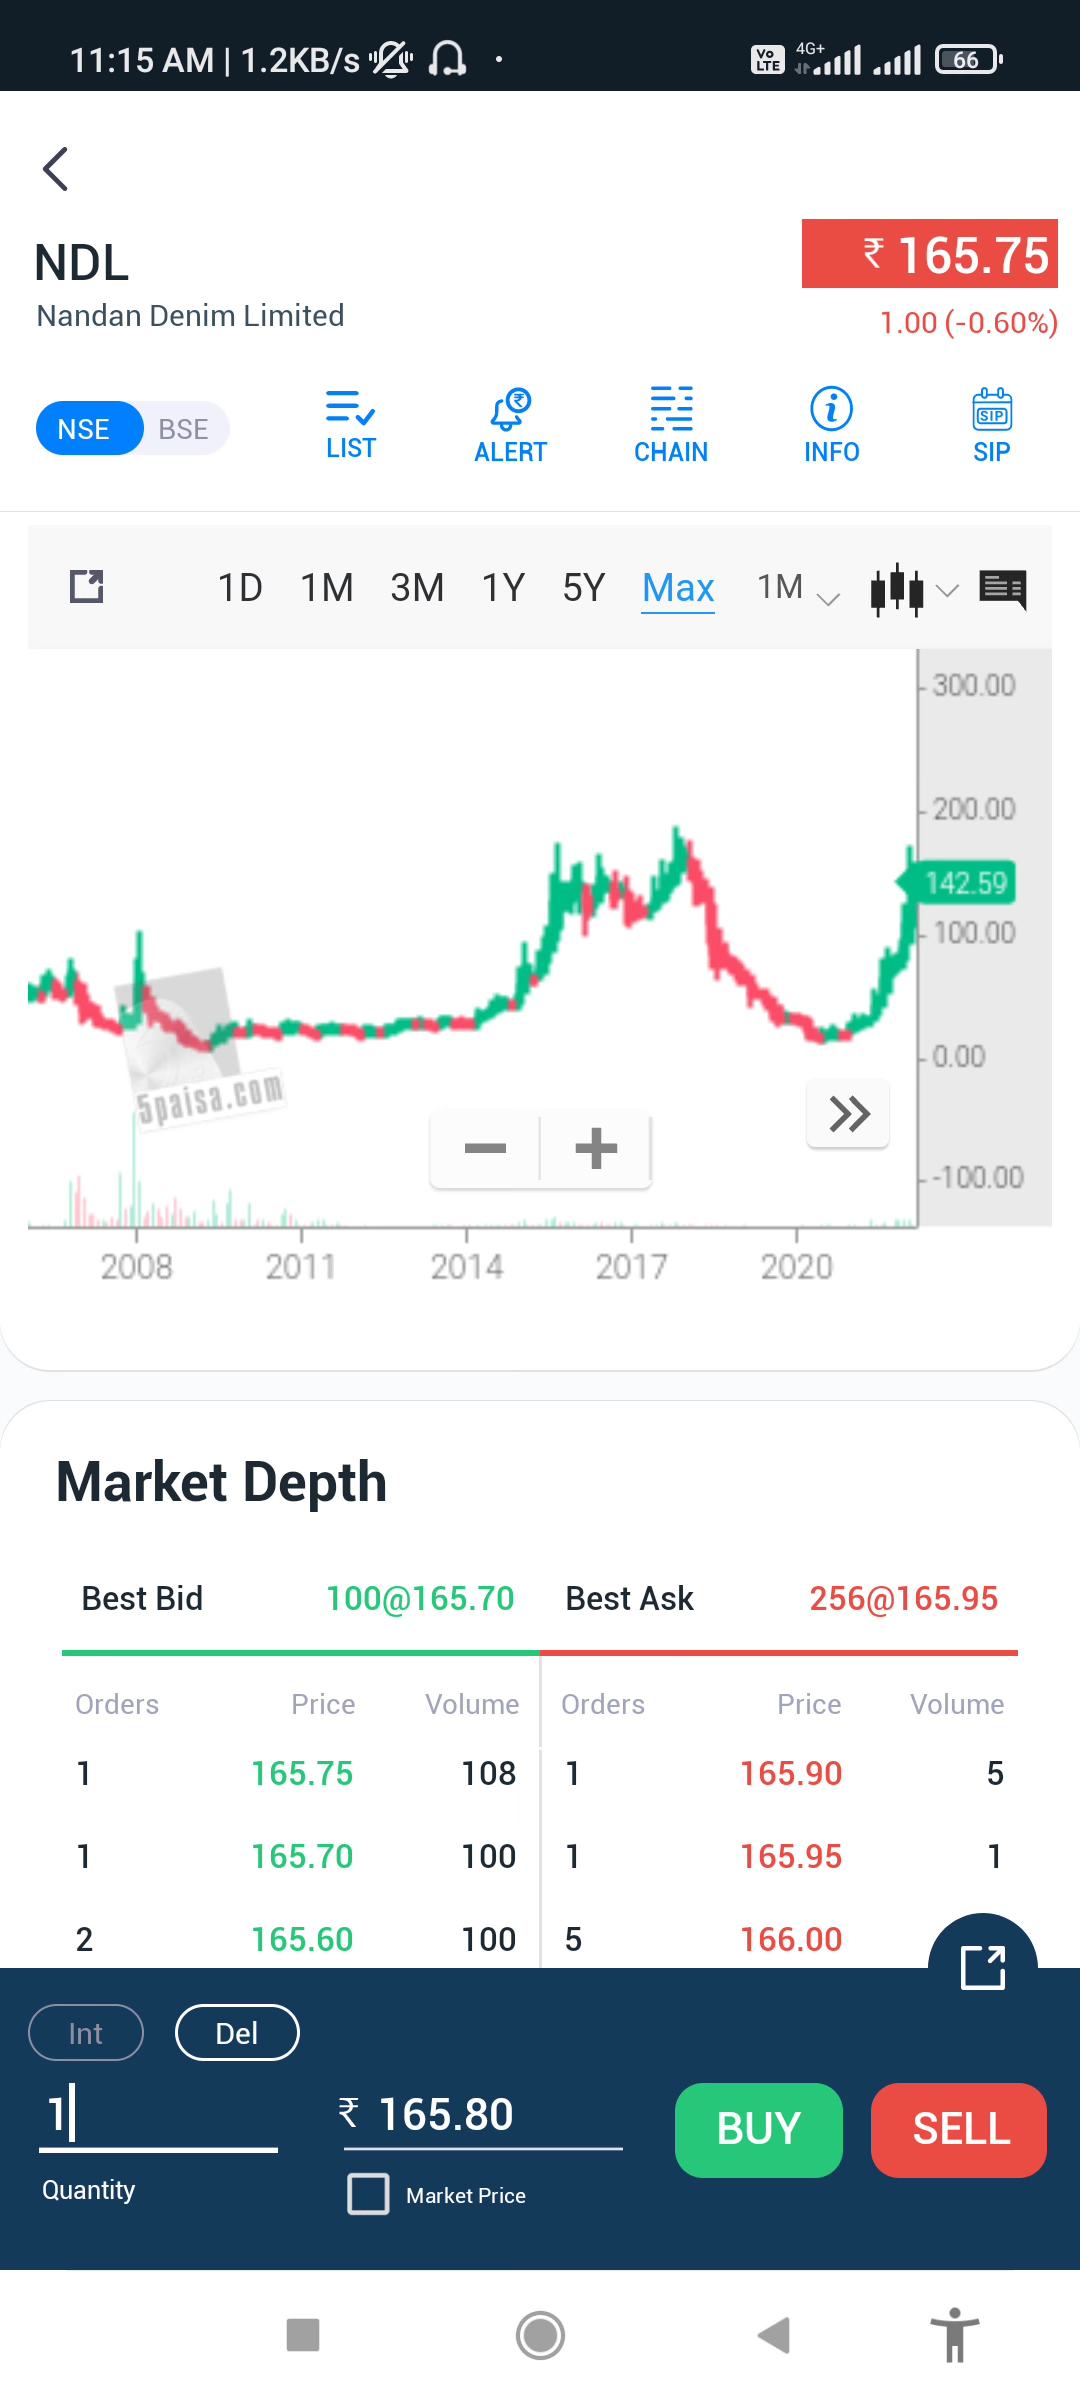 11:15 AM | 1.2KB/s
Vo LTE 4G+ 66
NDL
₹ 165.75
Nandan Denim Limited
1.00 (-0.60%)
NSE BSE LIST ALERT CHAIN INFO SIP SIP
1D 1M 3M 1Y 5Y Max 1M
300.00
200.00
142.59
100.00
0.00
5paisa.com
-100.00
2008 2011 2014 2017 2020
Market Depth
Best Bid 100@165.70 Best Ask 256@165.95
Orders Price Volume Orders Price Volume
1 165.75 108 1 165.90 5
1 165.70 100 1 165.95 1
2 165.60 100 5 166.00
Int Del
1 ₹ 165.80 BUY SELL
Quantity Market Price